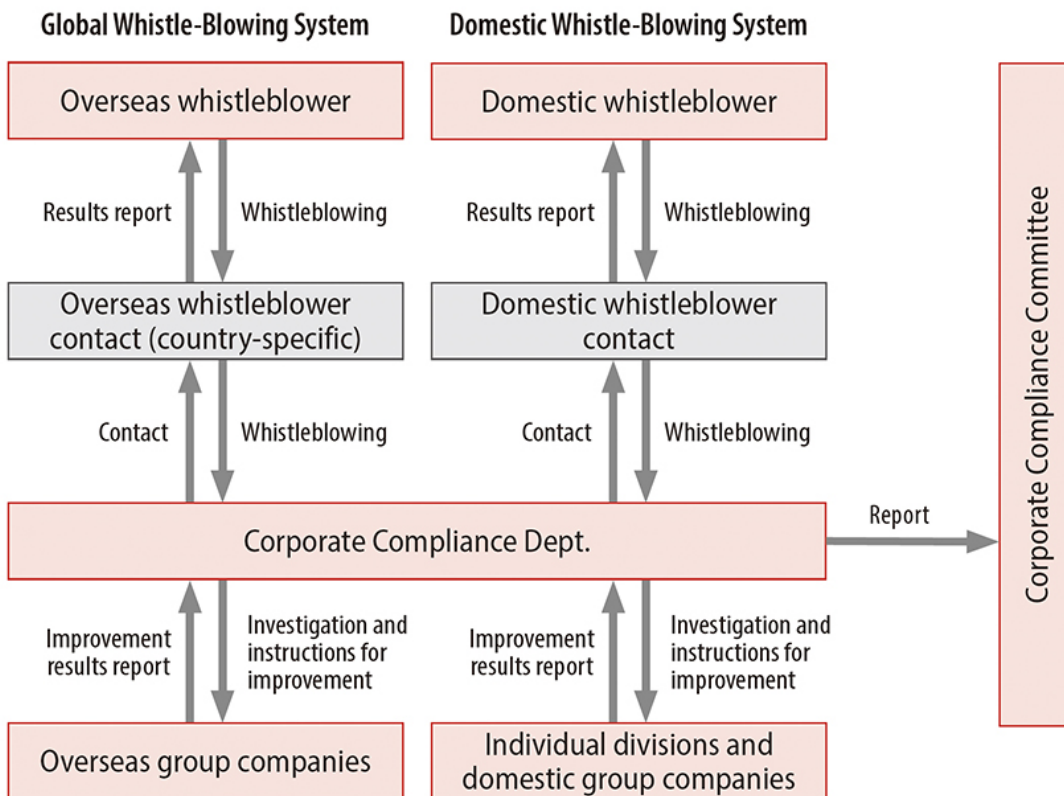 Global Whistle-Blowing System
Domestic Whistle-Blowing System
Overseas whistleblower
Domestic whistleblower
Results report
Whistleblowing
Results report
Whistleblowing
Overseas whistleblower
contact (country-specific)
Domestic whistleblower
contact
Contact
Whistleblowing
Contact
Whistleblowing
Corporate Compliance Dept.
Report
Corporate Compliance Committee
Improvement
results report
Investigation and
instructions for
improvement
Improvement
results report
Investigation and
instructions for
improvement
Overseas group companies
Individual divisions and
domestic group companies